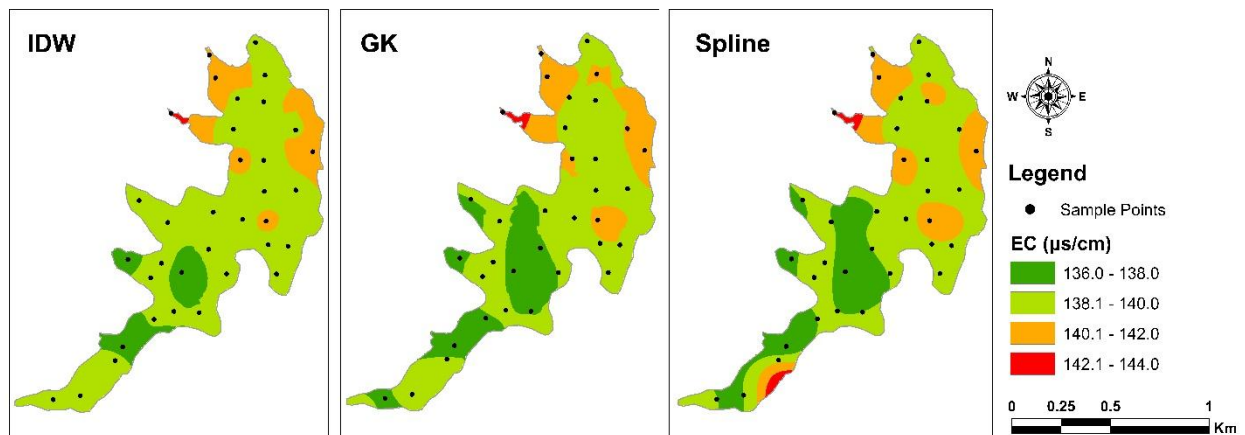 IDW
GK
Spline
N
W E
S
Legend
Sample Points
EC (µs/cm)
136.0 - 138.0
138.1 - 140.0
140.1 - 142.0
142.1 - 144.0
0 0.25 0.5 1
Km